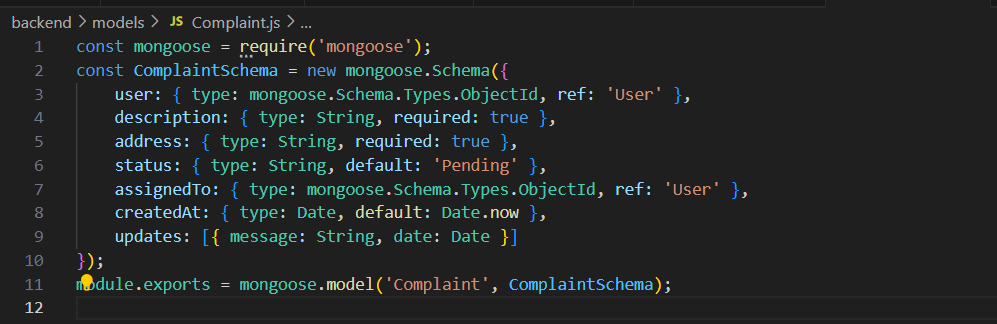 backend > models > JS Complaint.js > ...
1 const mongoose = require('mongoose');
2 const ComplaintSchema = new mongoose.Schema({
3     user: { type: mongoose.Schema.Types.ObjectId, ref: 'User' },
4     description: { type: String, required: true },
5     address: { type: String, required: true },
6     status: { type: String, default: 'Pending' },
7     assignedTo: { type: mongoose.Schema.Types.ObjectId, ref: 'User' },
8     createdAt: { type: Date, default: Date.now },
9     updates: [{ message: String, date: Date }]
10 });
11 module.exports = mongoose.model('Complaint', ComplaintSchema);
12